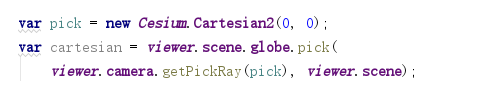 var pick = new Cesium.Cartesian2(0, 0);
var cartesian = viewer.scene.globe.pick(
viewer.camera.getPickRay(pick), viewer.scene);